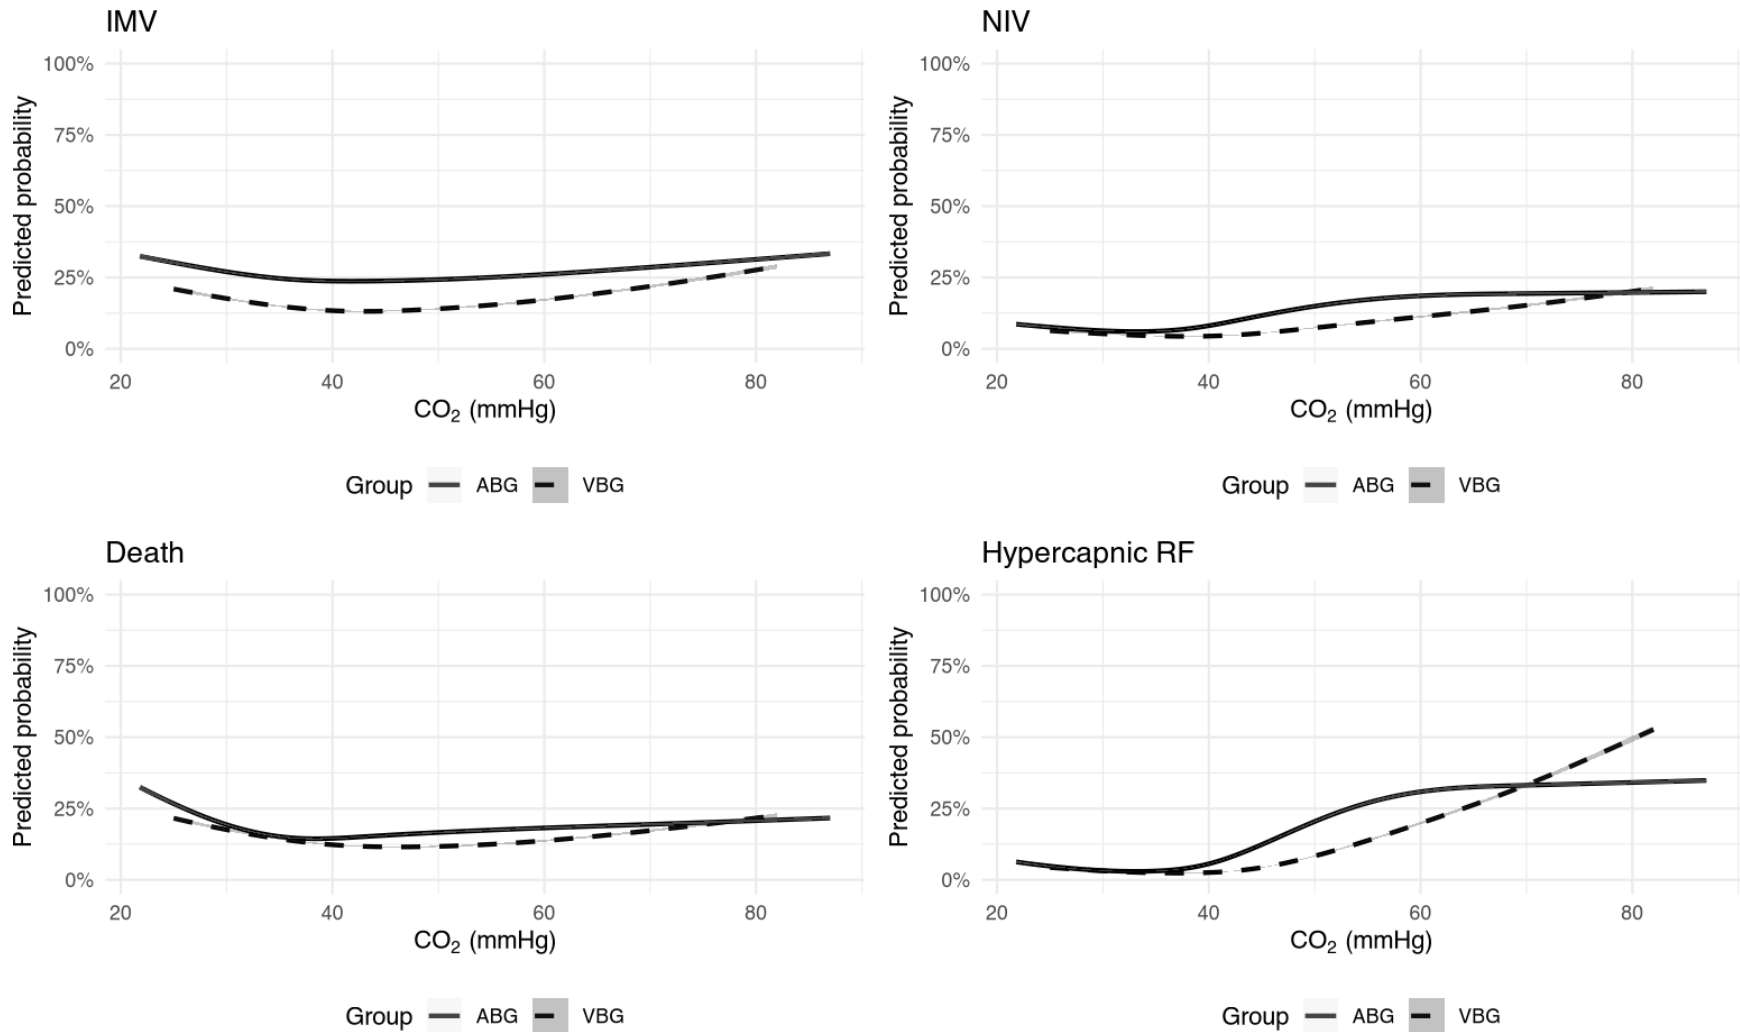 IMV
100%
75%
50%
25%
0%
Predicted probability
20 40 60 80
CO₂ (mmHg)
Group ABG VBG
NIV
100%
75%
50%
25%
0%
Predicted probability
20 40 60 80
CO₂ (mmHg)
Group ABG VBG
Death
100%
75%
50%
25%
0%
Predicted probability
20 40 60 80
CO₂ (mmHg)
Group ABG VBG
Hypercapnic RF
100%
75%
50%
25%
0%
Predicted probability
20 40 60 80
CO₂ (mmHg)
Group ABG VBG